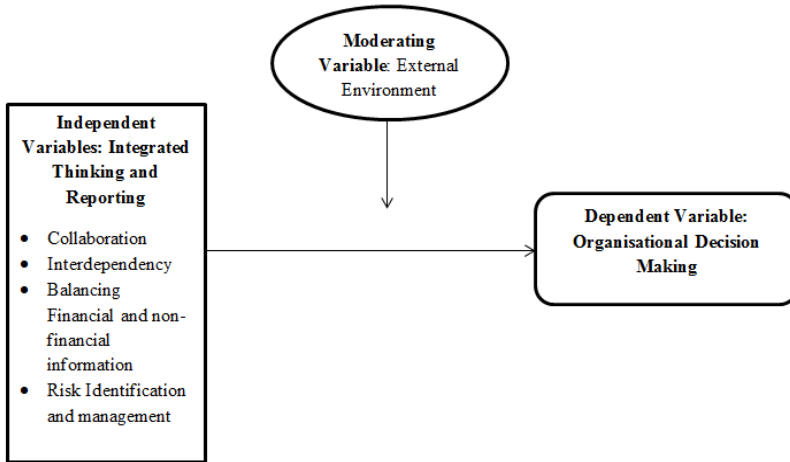 Moderating
Variable: External
Environment
Independent
Variables: Integrated
Thinking and
Reporting
• Collaboration
• Interdependency
• Balancing
Financial and non-
financial
information
• Risk Identification
and management
Dependent Variable:
Organisational Decision
Making